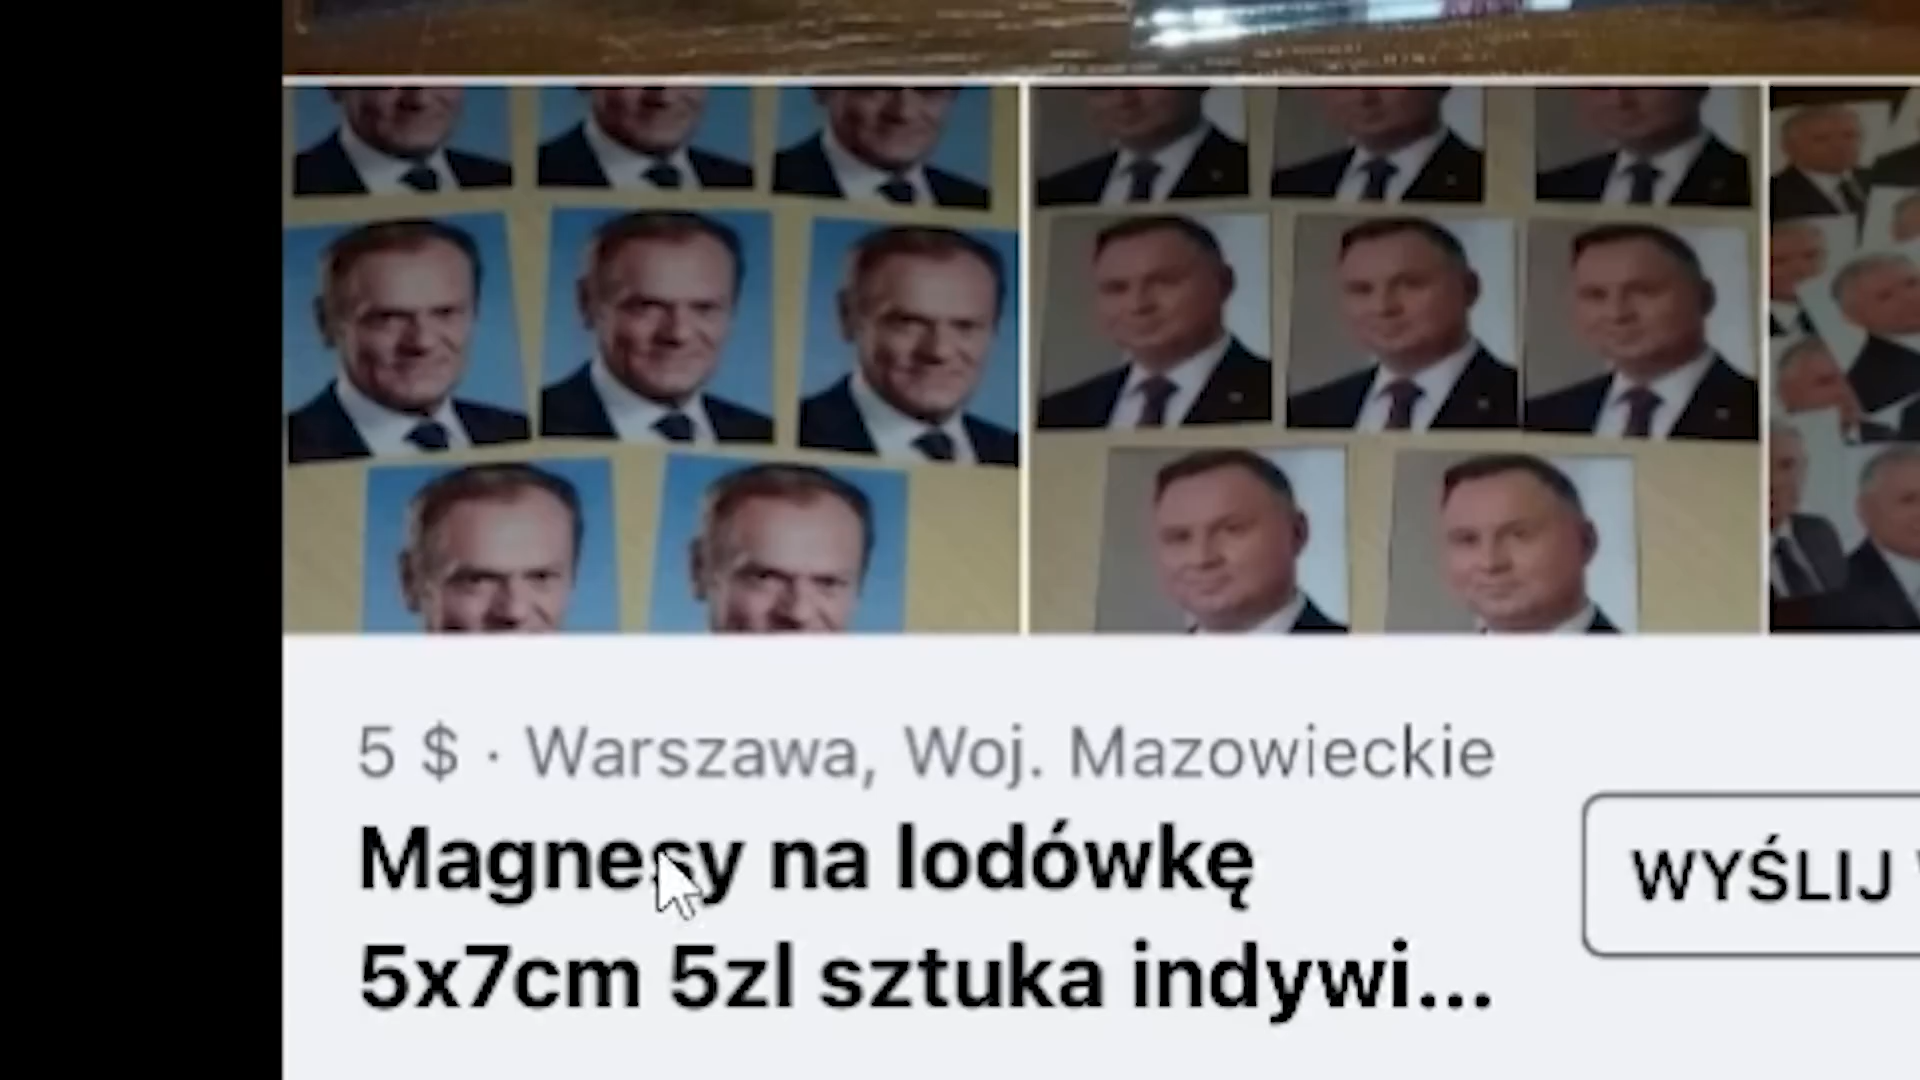 5 $ · Warszawa, Woj. Mazowieckie
Magnesy na lodówkę
5x7cm 5zl sztuka indywi...
WYŚLIJ